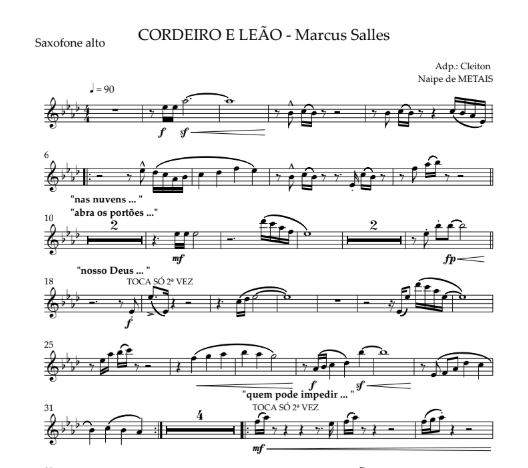 CORDEIRO E LEÃO - Marcus Salles
Saxofone alto
Adp.: Cleiton
Naipe de METAIS
♩ = 90
4
4
f sf
6
"nas nuvens ... "
"abra os portões ..."
10
2
2
mf
fp
"nosso Deus ... "
18
TOCA SÓ 2ª VEZ
f
25
f sf
"quem pode impedir ... "
31
4
TOCA SÓ 2ª VEZ
mf